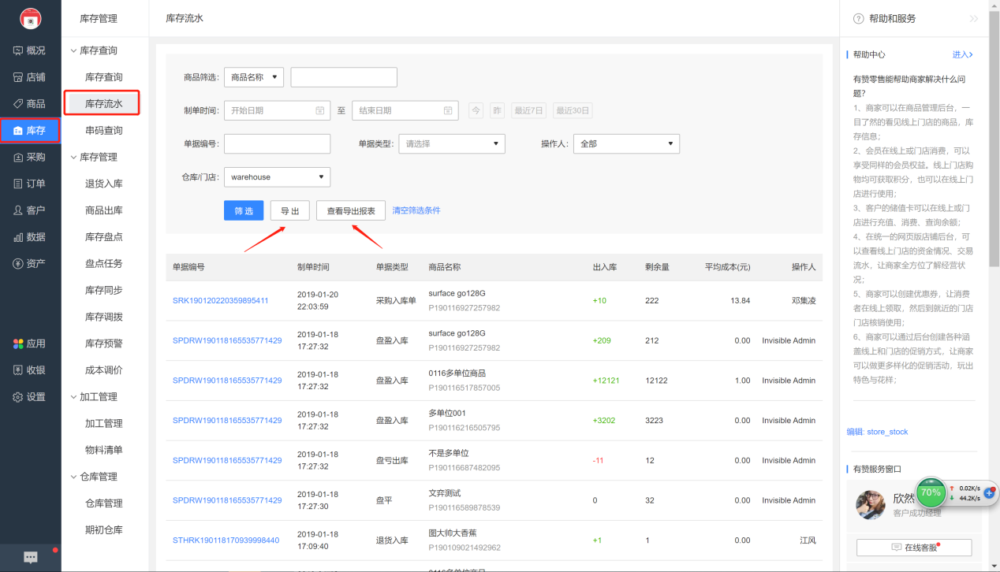 概况
店铺
商品
库存
采购
订单
客户
数据
资产
应用
收银
设置
库存管理
库存查询
库存查询
库存流水
串码查询
库存管理
退货入库
商品出库
库存盘点
盘点任务
库存同步
库存调拨
库存预警
成本调价
加工管理
加工管理
物料清单
仓库管理
仓库管理
期初仓库
库存流水
商品筛选： 商品名称
制单时间： 开始日期 至 结束日期 今 昨 最近7日 最近30日
单据编号： 单据类型： 请选择 操作人： 全部
仓库/门店： warehouse
筛 选 导 出 查看导出报表 清空筛选条件
单据编号 制单时间 单据类型 商品名称 出入库 剩余量 平均成本(元) 操作人
SRK190120220359895411 2019-01-20 22:03:59 采购入库单 surface go128G P190116927257982 +10 222 13.84 邓集凌
SPDRW190118165535771429 2019-01-18 17:27:32 盘盈入库 surface go128G P190116927257982 +209 212 0.00 Invisible Admin
SPDRW190118165535771429 2019-01-18 17:27:32 盘盈入库 0116多单位商品 P190116517857005 +12121 12122 1.00 Invisible Admin
SPDRW190118165535771429 2019-01-18 17:27:32 盘盈入库 多单位001 P190116216505795 +3202 3223 0.00 Invisible Admin
SPDRW190118165535771429 2019-01-18 17:27:32 盘亏出库 不是多单位 P190116687482095 -11 12 0.00 Invisible Admin
SPDRW190118165535771429 2019-01-18 17:27:30 盘平 文弈测试 P190116589878539 0 32 0.00 Invisible Admin
STHRK190118170939998440 2019-01-18 17:09:40 退货入库 图大帅大香蕉 P190109021492962 +1 1 0.00 江风
帮助和服务
帮助中心 进入
有赞零售能帮助商家解决什么问
题？
1、商家可以在商品管理后台，一
目了然的看见线上门店的商品，库
存信息；
2、会员在线上或门店消费，可以
享受同样的会员权益。线上门店购
物均可获取积分，也可以在线上门
店进行使用；
3、客户的储值卡可以在线上或门
店进行充值、消费、查询余额；
4、在统一的网页版店铺后台，可
以查看线上门店的资金情况、交易
流水，让商家全方位了解经营状
况；
5、商家可以创建优惠券，让消费
者在线上领取，然后到就近的门店
门店核销使用；
6、商家可以通过后台创建各种涵
盖线上和门店的促销方式，让商家
可以做更多样化的促销活动，玩出
特色与花样；
编辑: store_stock
有赞服务窗口
欣然
客户成功经理
70%
0.02K/s
44.2K/s
在线客服